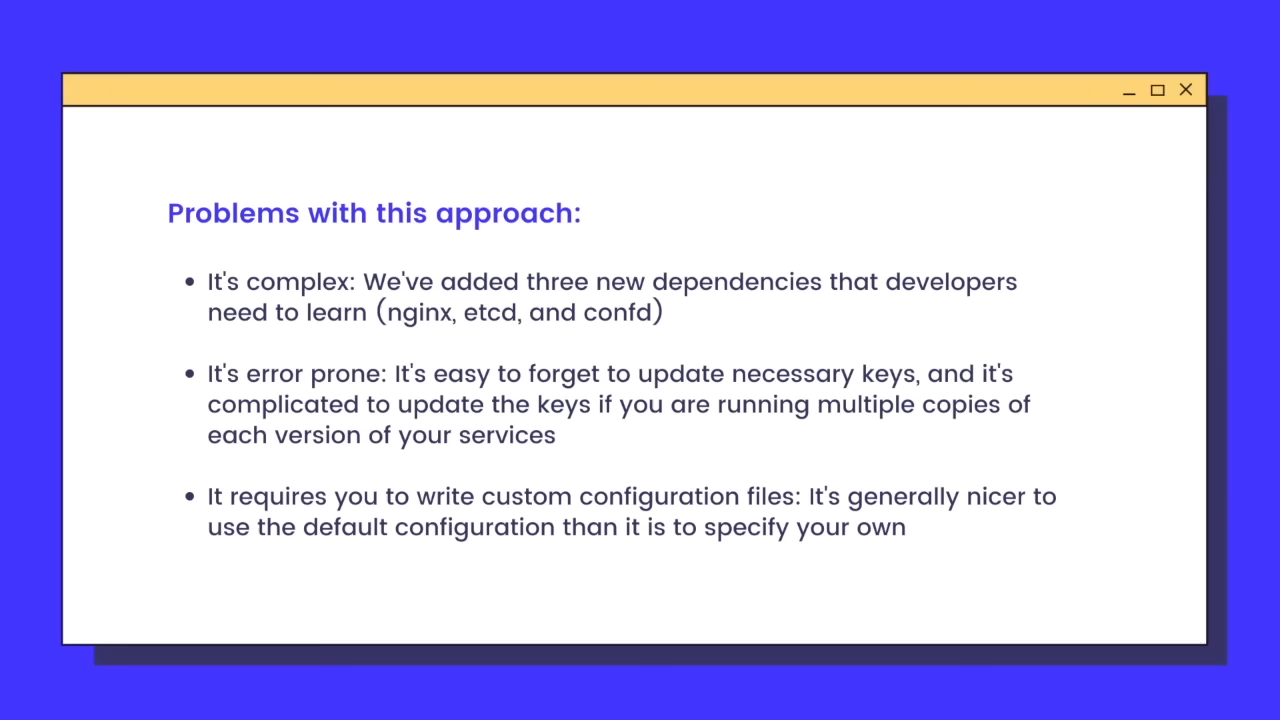 Problems with this approach:
• It's complex: We've added three new dependencies that developers
need to learn (nginx, etcd, and confd)
• It's error prone: It's easy to forget to update necessary keys, and it's
complicated to update the keys if you are running multiple copies of
each version of your services
• It requires you to write custom configuration files: It's generally nicer to
use the default configuration than it is to specify your own